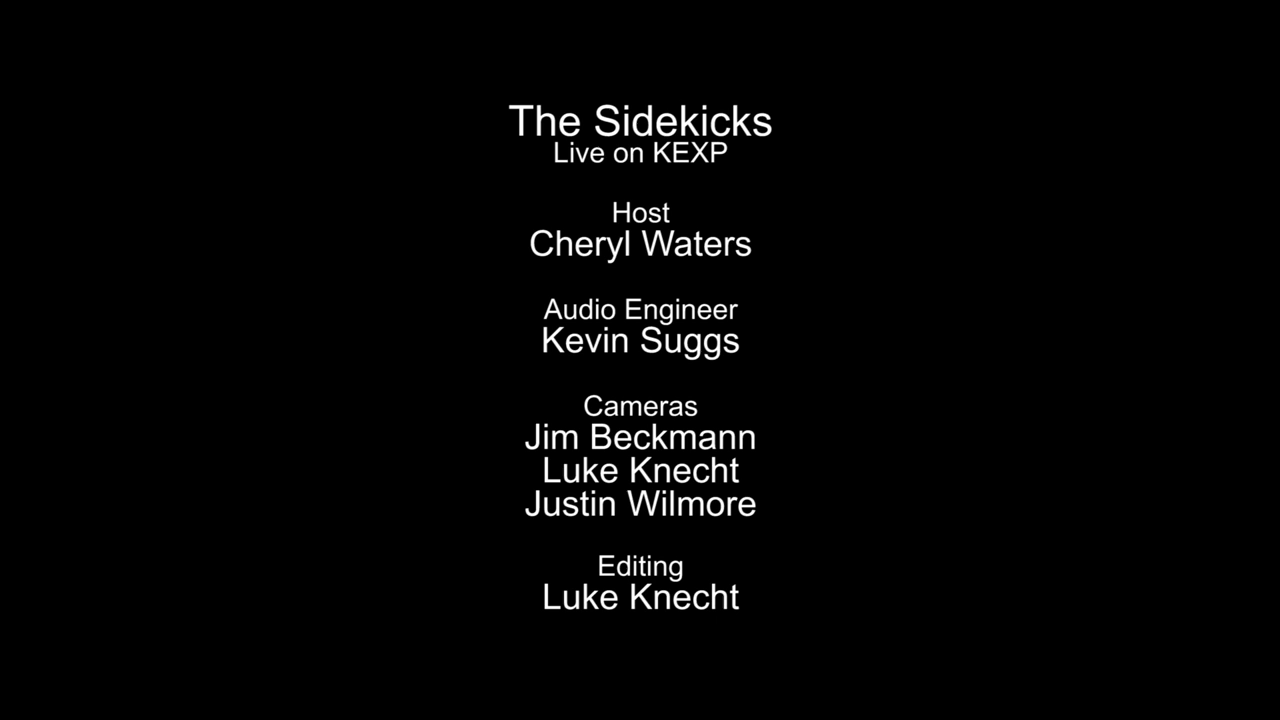 The Sidekicks
Live on KEXP
Host
Cheryl Waters
Audio Engineer
Kevin Suggs
Cameras
Jim Beckmann
Luke Knecht
Justin Wilmore
Editing
Luke Knecht